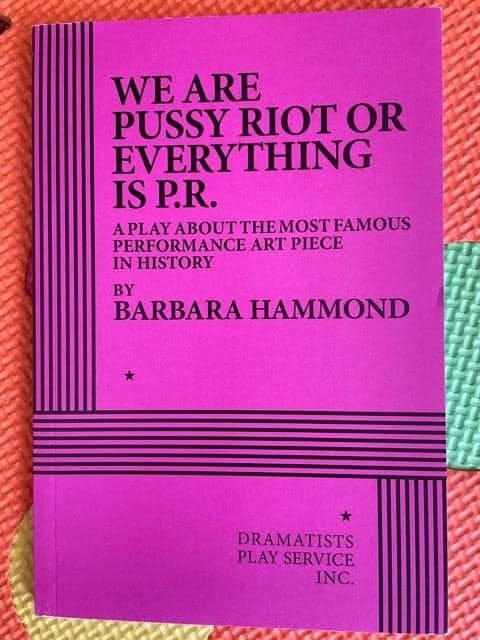 WE ARE
PUSSY RIOT OR
EVERYTHING
IS P.R.
A PLAY ABOUT THE MOST FAMOUS
PERFORMANCE ART PIECE
IN HISTORY
BY
BARBARA HAMMOND
DRAMATISTS
PLAY SERVICE
INC.